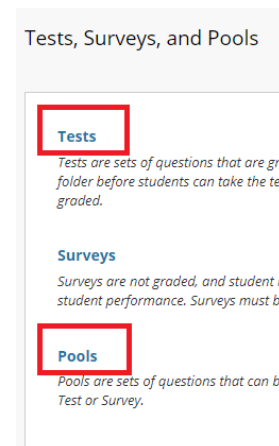 Tests, Surveys, and Pools
Tests
Tests are sets of questions that are
folder before students can take the
graded.
Surveys
Surveys are not graded, and student
student performance. Surveys must
Pools
Pools are sets of questions that can
Test or Survey.